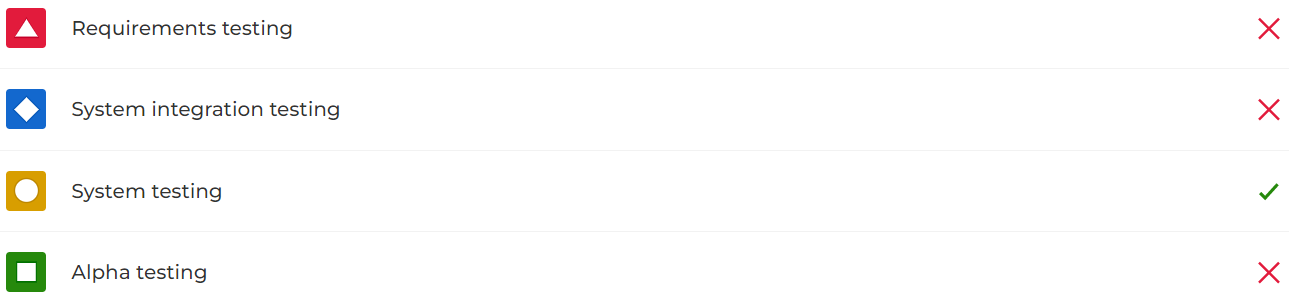 Requirements testing
System integration testing
System testing
Alpha testing